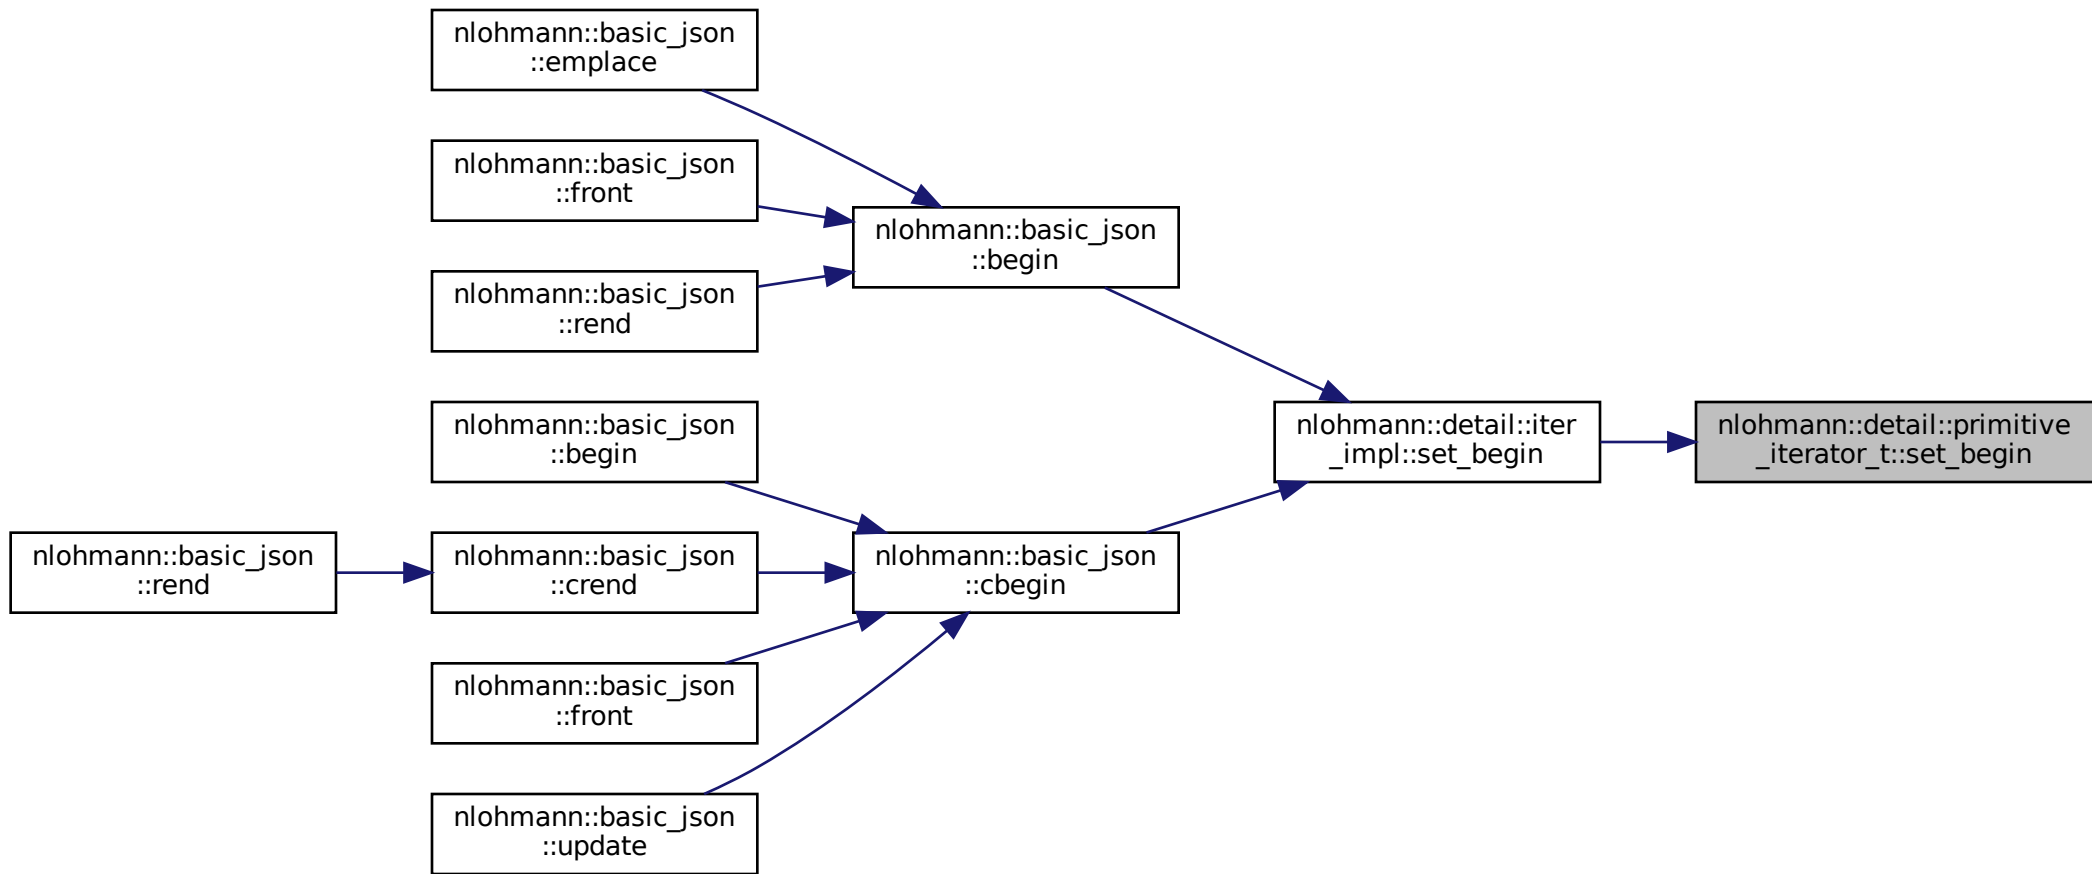 nlohmann::basic_json
::emplace
nlohmann::basic_json
::front
nlohmann::basic_json
::rend
nlohmann::basic_json
::begin
nlohmann::basic_json
::begin
nlohmann::detail::iter
_impl::set_begin
nlohmann::detail::primitive
_iterator_t::set_begin
nlohmann::basic_json
::rend
nlohmann::basic_json
::crend
nlohmann::basic_json
::cbegin
nlohmann::basic_json
::front
nlohmann::basic_json
::update